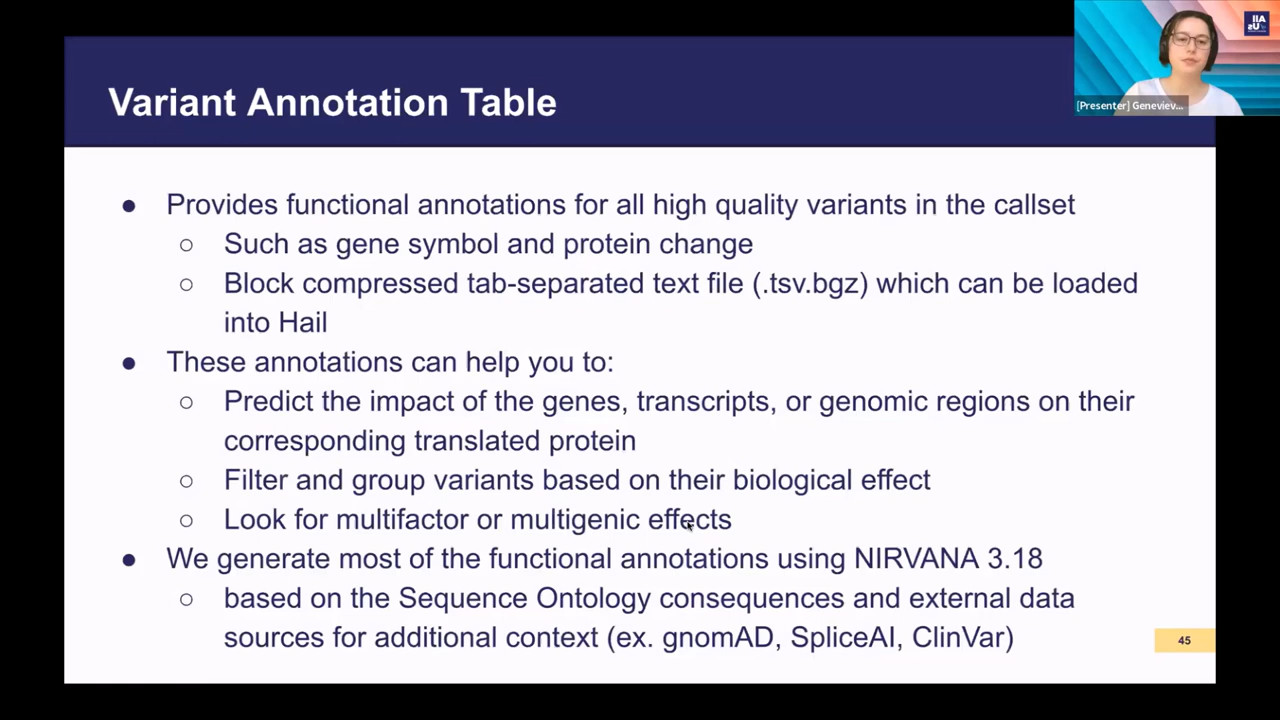 Variant Annotation Table
[Presenter] Geneviev...
● Provides functional annotations for all high quality variants in the callset
○ Such as gene symbol and protein change
○ Block compressed tab-separated text file (.tsv.bgz) which can be loaded
into Hail
● These annotations can help you to:
○ Predict the impact of the genes, transcripts, or genomic regions on their
corresponding translated protein
○ Filter and group variants based on their biological effect
○ Look for multifactor or multigenic effects
● We generate most of the functional annotations using NIRVANA 3.18
○ based on the Sequence Ontology consequences and external data
sources for additional context (ex. gnomAD, SpliceAI, ClinVar)
45